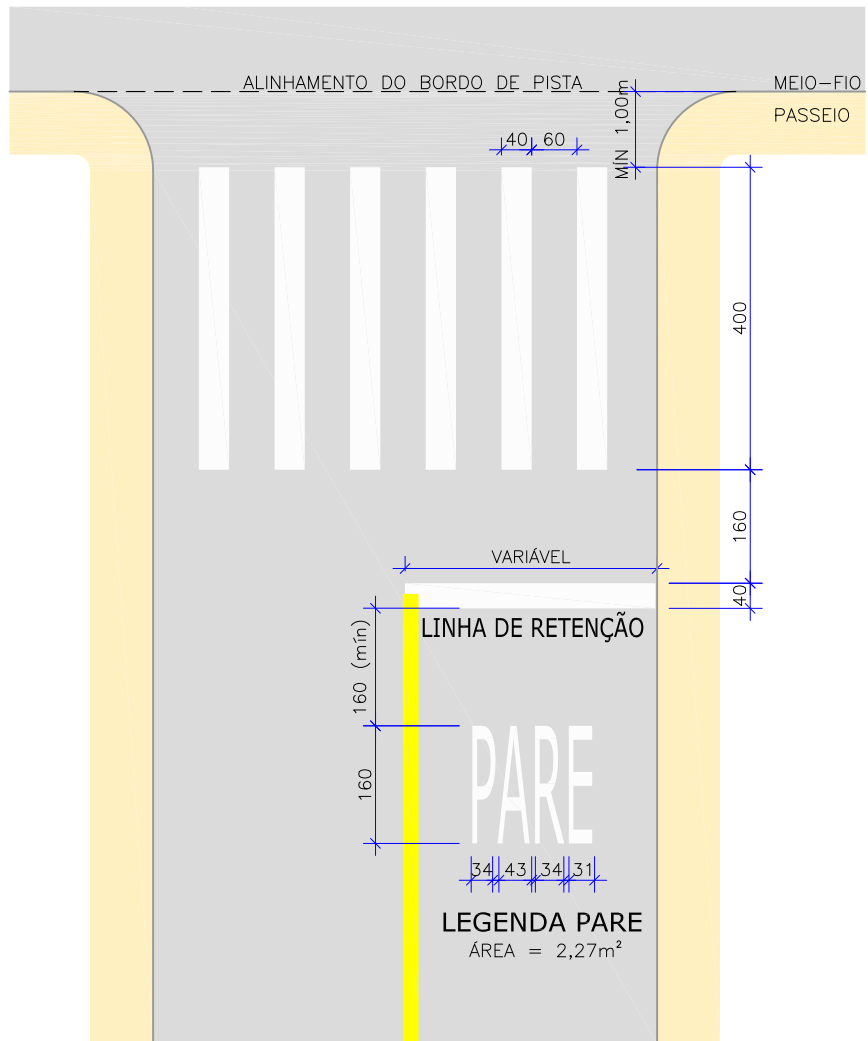 ALINHAMENTO DO BORDO DE PISTA
MEIO-FIO
PASSEIO
MÍN 1,00m
40
60
400
160
40
VARIÁVEL
LINHA DE RETENÇÃO
160 (mín)
160
PARE
34
43
34
31
LEGENDA PARE
ÁREA = 2,27m²